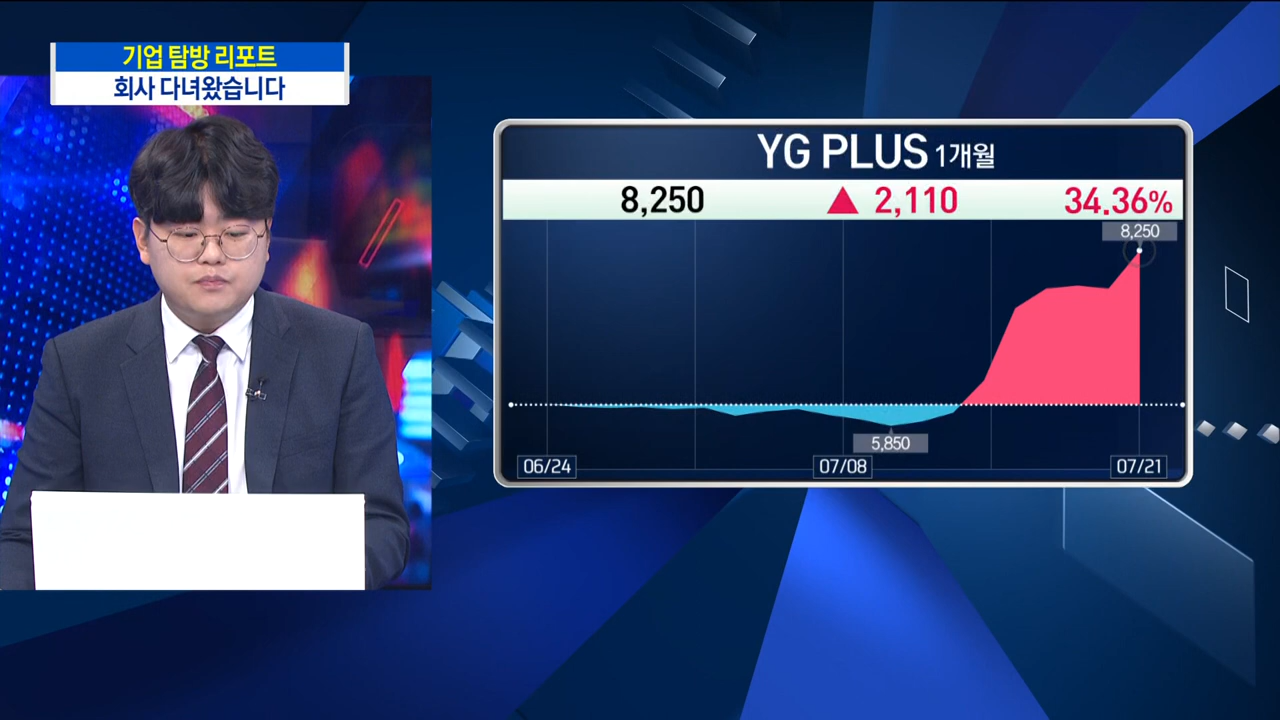 기업 탐방 리포트
회사 다녀왔습니다
YG PLUS 1개월
8,250 ▲ 2,110 34.36%
8,250
5,850
06/24 07/08 07/21